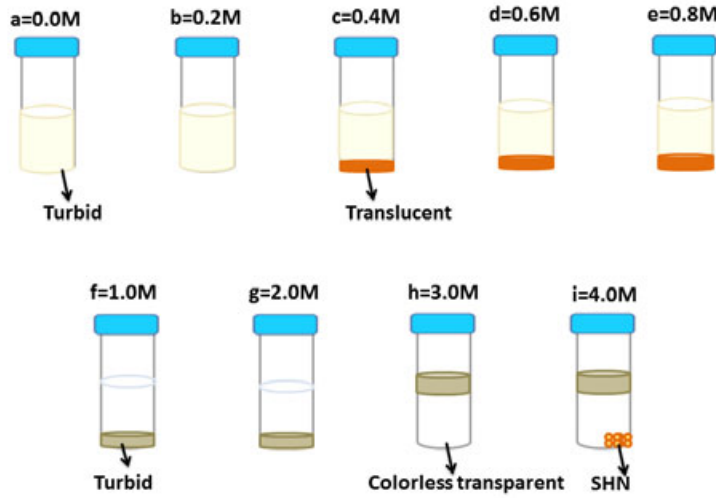 a=0.0M b=0.2M c=0.4M d=0.6M e=0.8M
Turbid Translucent
f=1.0M g=2.0M h=3.0M i=4.0M
Turbid Colorless transparent SHN